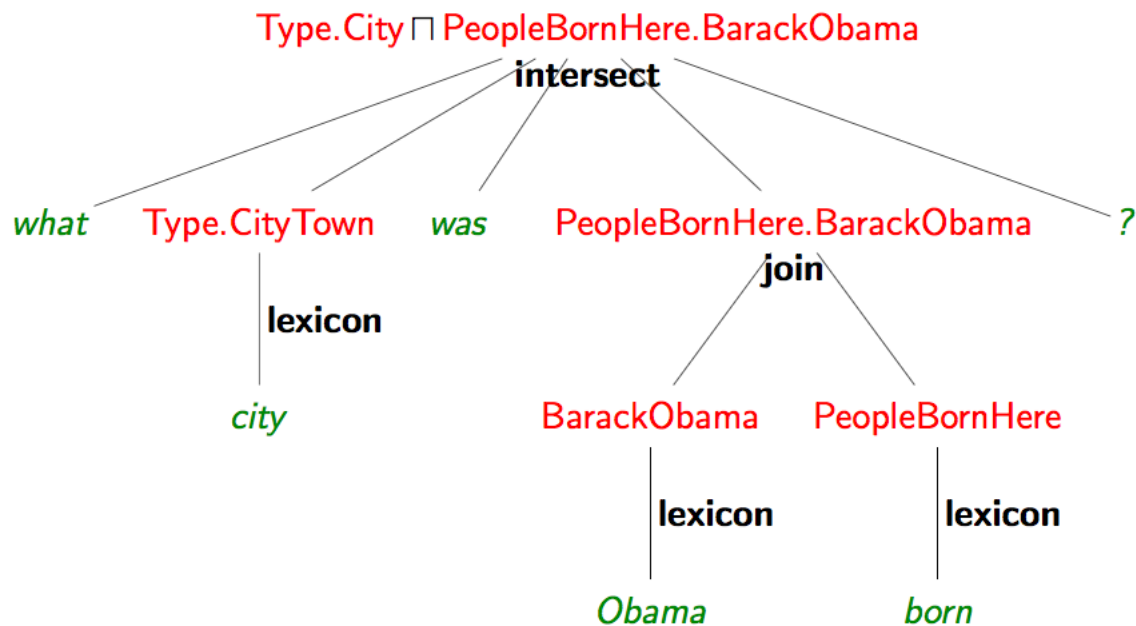 Type.City ⊓ PeopleBornHere.BarackObama
intersect
what Type.CityTown was PeopleBornHere.BarackObama ?
join
lexicon
city BarackObama PeopleBornHere
lexicon lexicon
Obama born